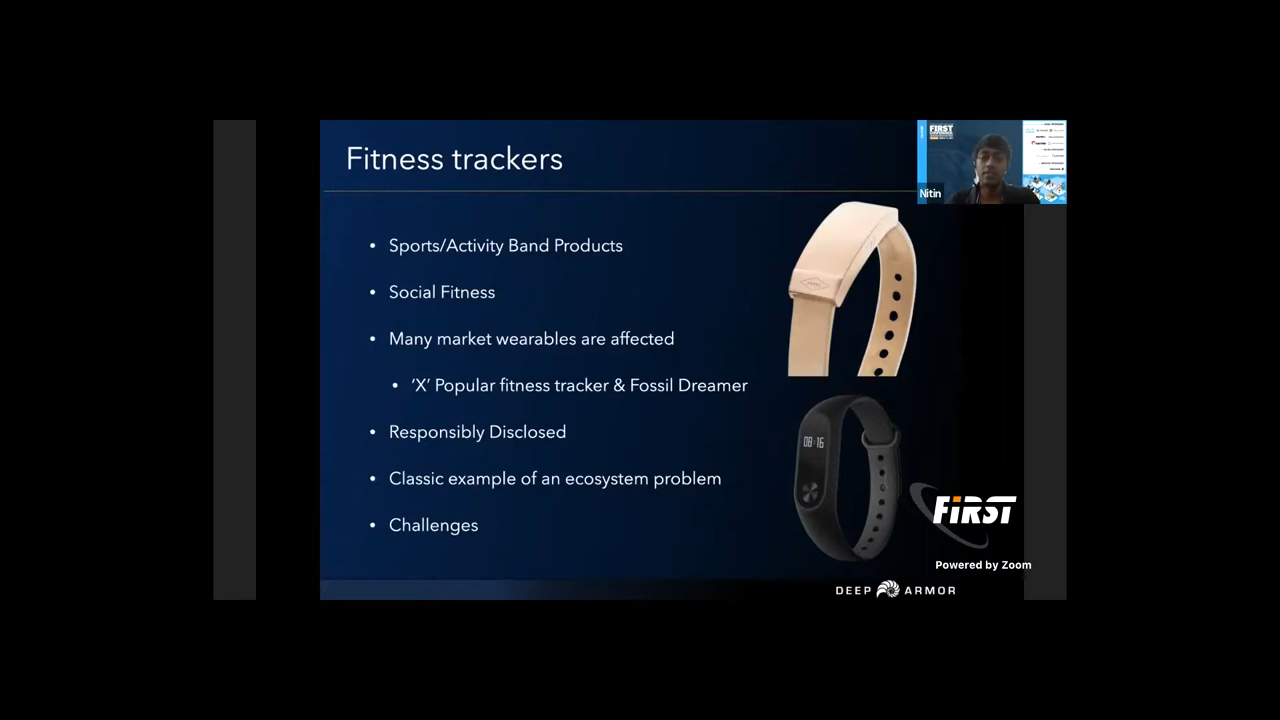 Fitness trackers
FIRST
Nitin
• Sports/Activity Band Products
• Social Fitness
• Many market wearables are affected
• ‘X’ Popular fitness tracker & Fossil Dreamer
• Responsibly Disclosed
• Classic example of an ecosystem problem
• Challenges
08:16
FiRST
Powered by Zoom
DEEP ARMOR